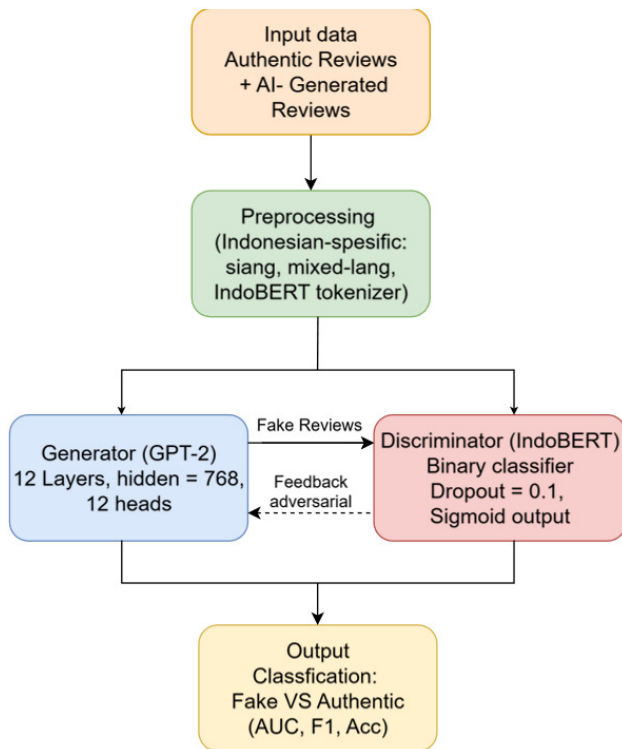 Input data
Authentic Reviews
+ AI- Generated
Reviews
Preprocessing
(Indonesian-spesific:
siang, mixed-lang,
IndoBERT tokenizer)
Fake Reviews
Generator (GPT-2)
12 Layers, hidden = 768,
12 heads
Feedback
adversarial
Discriminator (IndoBERT)
Binary classifier
Dropout = 0.1,
Sigmoid output
Output
Classfication:
Fake VS Authentic
(AUC, F1, Acc)